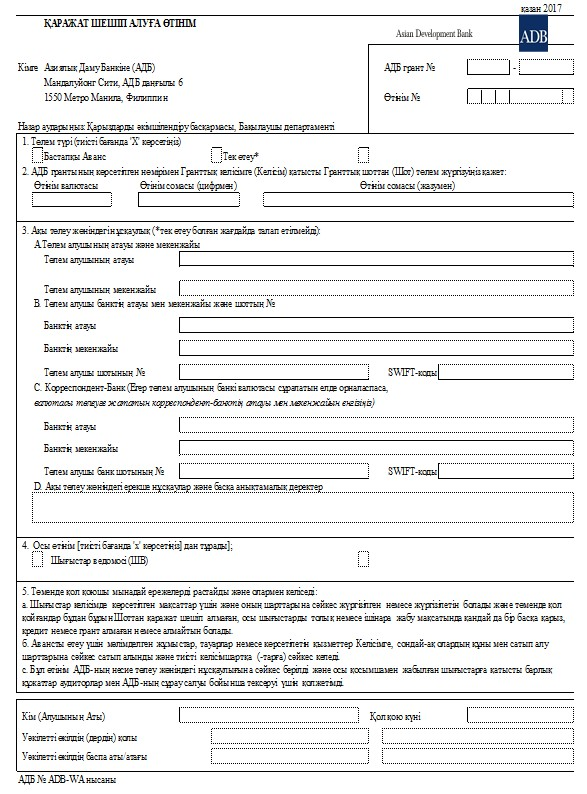 қазан 2017
ҚАРАЖАТ ШЕШІП АЛУҒА ӨТІНІМ
Asian Development Bank
ADB
Кімге Азиялық Даму Банкіне (АДБ)
АДБ грант №
-
Мандалуйонг Сити, АДБ даңғылы 6
1550 Метро Манила, Филиппин
Өтінім №
Назар аударыңыз: Қарыздарды әкімшілендіру басқармасы, Бақылаушы департаменті
1. Төлем түрі (тиісті бағанда 'Х' көрсетіңіз)
Бастапқы Аванс
Тек өтеу*
2. АДБ грантының көрсетілген нөмірімен Гранттық келісімге (Келісім) қатысты Гранттық шоттан (Шот) төлем жүргізуіңіз қажет:
Өтінім валютасы Өтінім сомасы (цифрмен) Өтінім сомасы (жазумен)
3. Ақы төлеу жөніндегі нұсқаулық (*тек өтеу болған жағдайда талап етілмейді):
А.Төлем алушының атауы және мекенжайы
Төлем алушының атауы
Төлем алушының мекенжайы
В. Төлем алушы банктің атауы мен мекенжайы және шоттың №
Банктің атауы
Банктің мекенжайы
Төлем алушы шотының № SWIFT-коды
С. Корреспондент-Банк (Егер төлем алушының банкі валютасы сұралатын елде орналаспаса,
валютасы төлеуге жататын корреспондент-банктің атауы мен мекенжайын енгізіңіз)
Банктің атауы
Банктің мекенжайы
Төлем алушы банк шотының № SWIFT-коды
D. Ақы төлеу жөніндегі ерекше нұсқаулар және басқа анықтамалық деректер
4. Осы өтінім [тиісті бағанда 'х' көрсетіңіз] дан тұрады];
Шығыстар ведомосі (ШВ)
5. Төменде қол қоюшы мынадай ережелерді растайды және олармен келіседі:
а. Шығыстар келісімде көрсетілген мақсаттар үшін және оның шарттарына сәйкес жүргізілген немесе жүргізілетін болады және төменде қол
қойғандар бұдан бұрын Шоттан қаражат шешіп алмаған, осы шығыстарды толық немесе ішінара жабу мақсатында қандай да бір басқа қарыз,
кредит немесе грант алмаған немесе алмайтын болады.
б. Авансты өтеу үшін мәлімделген жұмыстар, тауарлар немесе көрсетілетін қызметтер Келісімге, сондай-ақ олардың құны мен сатып алу
шарттарына сәйкес сатып алынды және тиісті келісімшартқа (-тарға) сәйкес келеді.
с. Бұл өтінім АДБ-ның несие төлеу жөніндегі нұсқаулығына сәйкес берілді және осы қосымшамен жабылған шығыстарға қатысты барлық
құжаттар аудиторлар мен АДБ-ның сұрау салуы бойынша тексеруі үшін қолжетімді.
Кім (Алушының Аты) Қол қою күні
Уәкілетті өкілдің (дердің) қолы
Уәкілетті өкілдің баспа аты/атағы
АДБ № ADB-WA нысаны